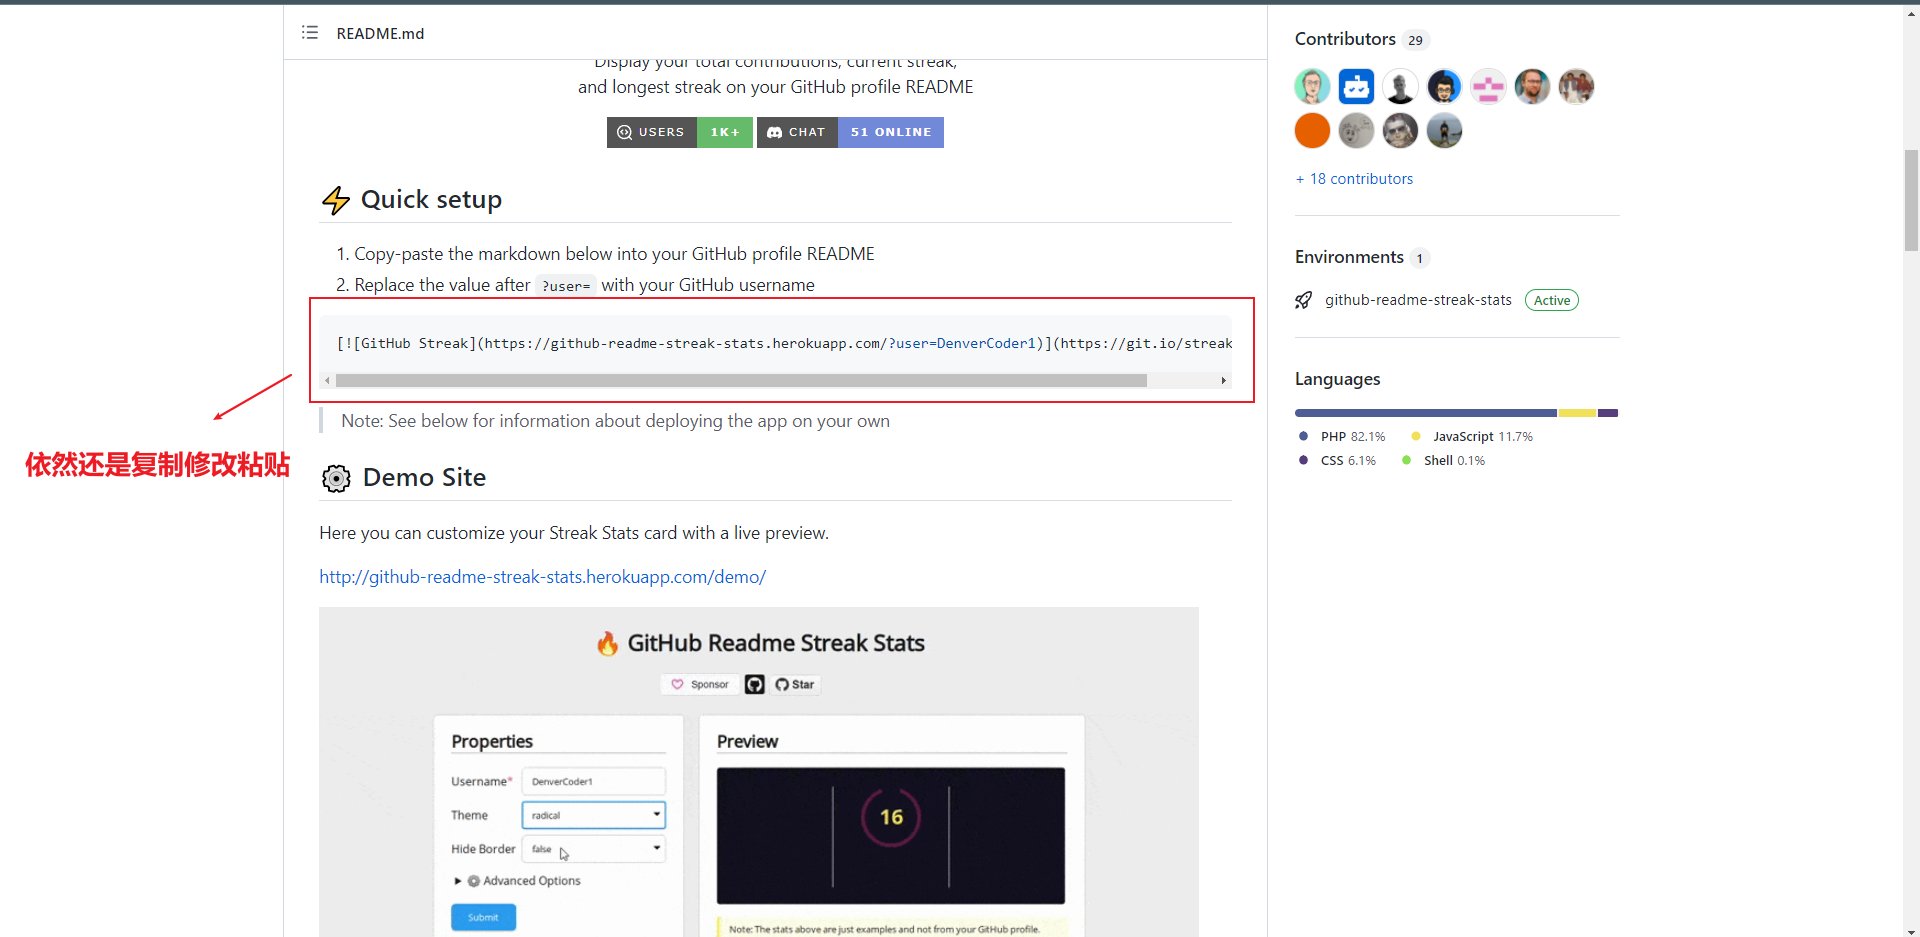 README.md
Display your total contributions, current streak,
and longest streak on your GitHub profile README
USERS 1K+ CHAT 51 ONLINE
Quick setup
1. Copy-paste the markdown below into your GitHub profile README
2. Replace the value after ?user= with your GitHub username
[![GitHub Streak](https://github-readme-streak-stats.herokuapp.com/?user=DenverCoder1)](https://git.io/streak
Note: See below for information about deploying the app on your own
依然还是复制修改粘贴
Demo Site
Here you can customize your Streak Stats card with a live preview.
http://github-readme-streak-stats.herokuapp.com/demo/
GitHub Readme Streak Stats
Sponsor Star
Properties
Username* DenverCoder1
Theme radical
Hide Border false
Advanced Options
Submit
Preview
16
Note: The stats above are just examples and not from your GitHub profile.
Contributors 29
+ 18 contributors
Environments 1
github-readme-streak-stats Active
Languages
PHP 82.1% JavaScript 11.7%
CSS 6.1% Shell 0.1%